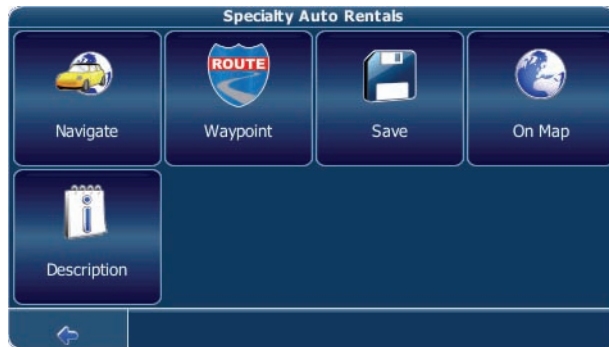 Specialty Auto Rentals
Navigate
ROUTE
Waypoint
Save
On Map
i
Description